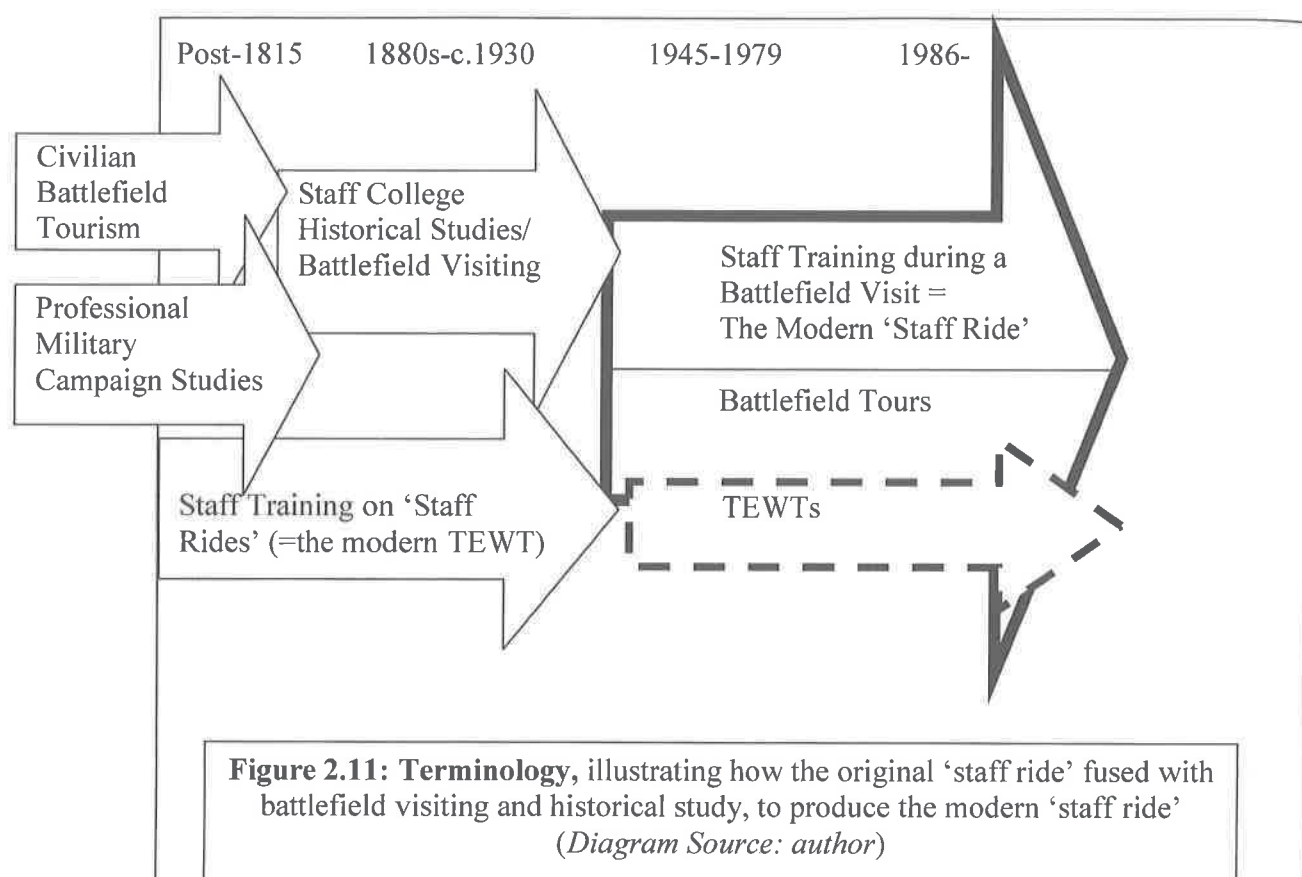 Post-1815 1880s-c.1930 1945-1979 1986-
Civilian
Battlefield
Tourism
Professional
Military
Campaign Studies
Staff College
Historical Studies/
Battlefield Visiting
Staff Training on ‘Staff
Rides’ (=the modern TEWT)
Staff Training during a
Battlefield Visit =
The Modern ‘Staff Ride’
Battlefield Tours
TEWTs
Figure 2.11: Terminology, illustrating how the original ‘staff ride’ fused with
battlefield visiting and historical study, to produce the modern ‘staff ride’
(Diagram Source: author)